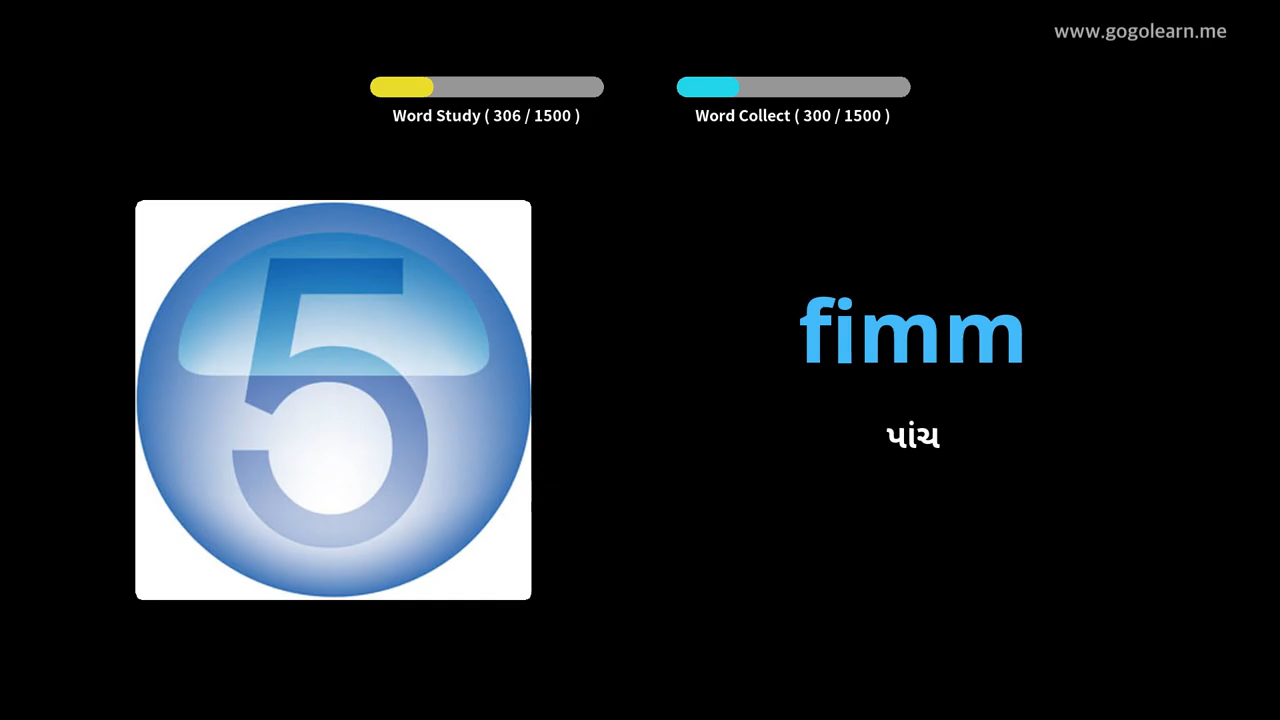 www.gogolearn.me
Word Study ( 306 / 1500 )
Word Collect ( 300 / 1500 )
5
fimm
પાંચ